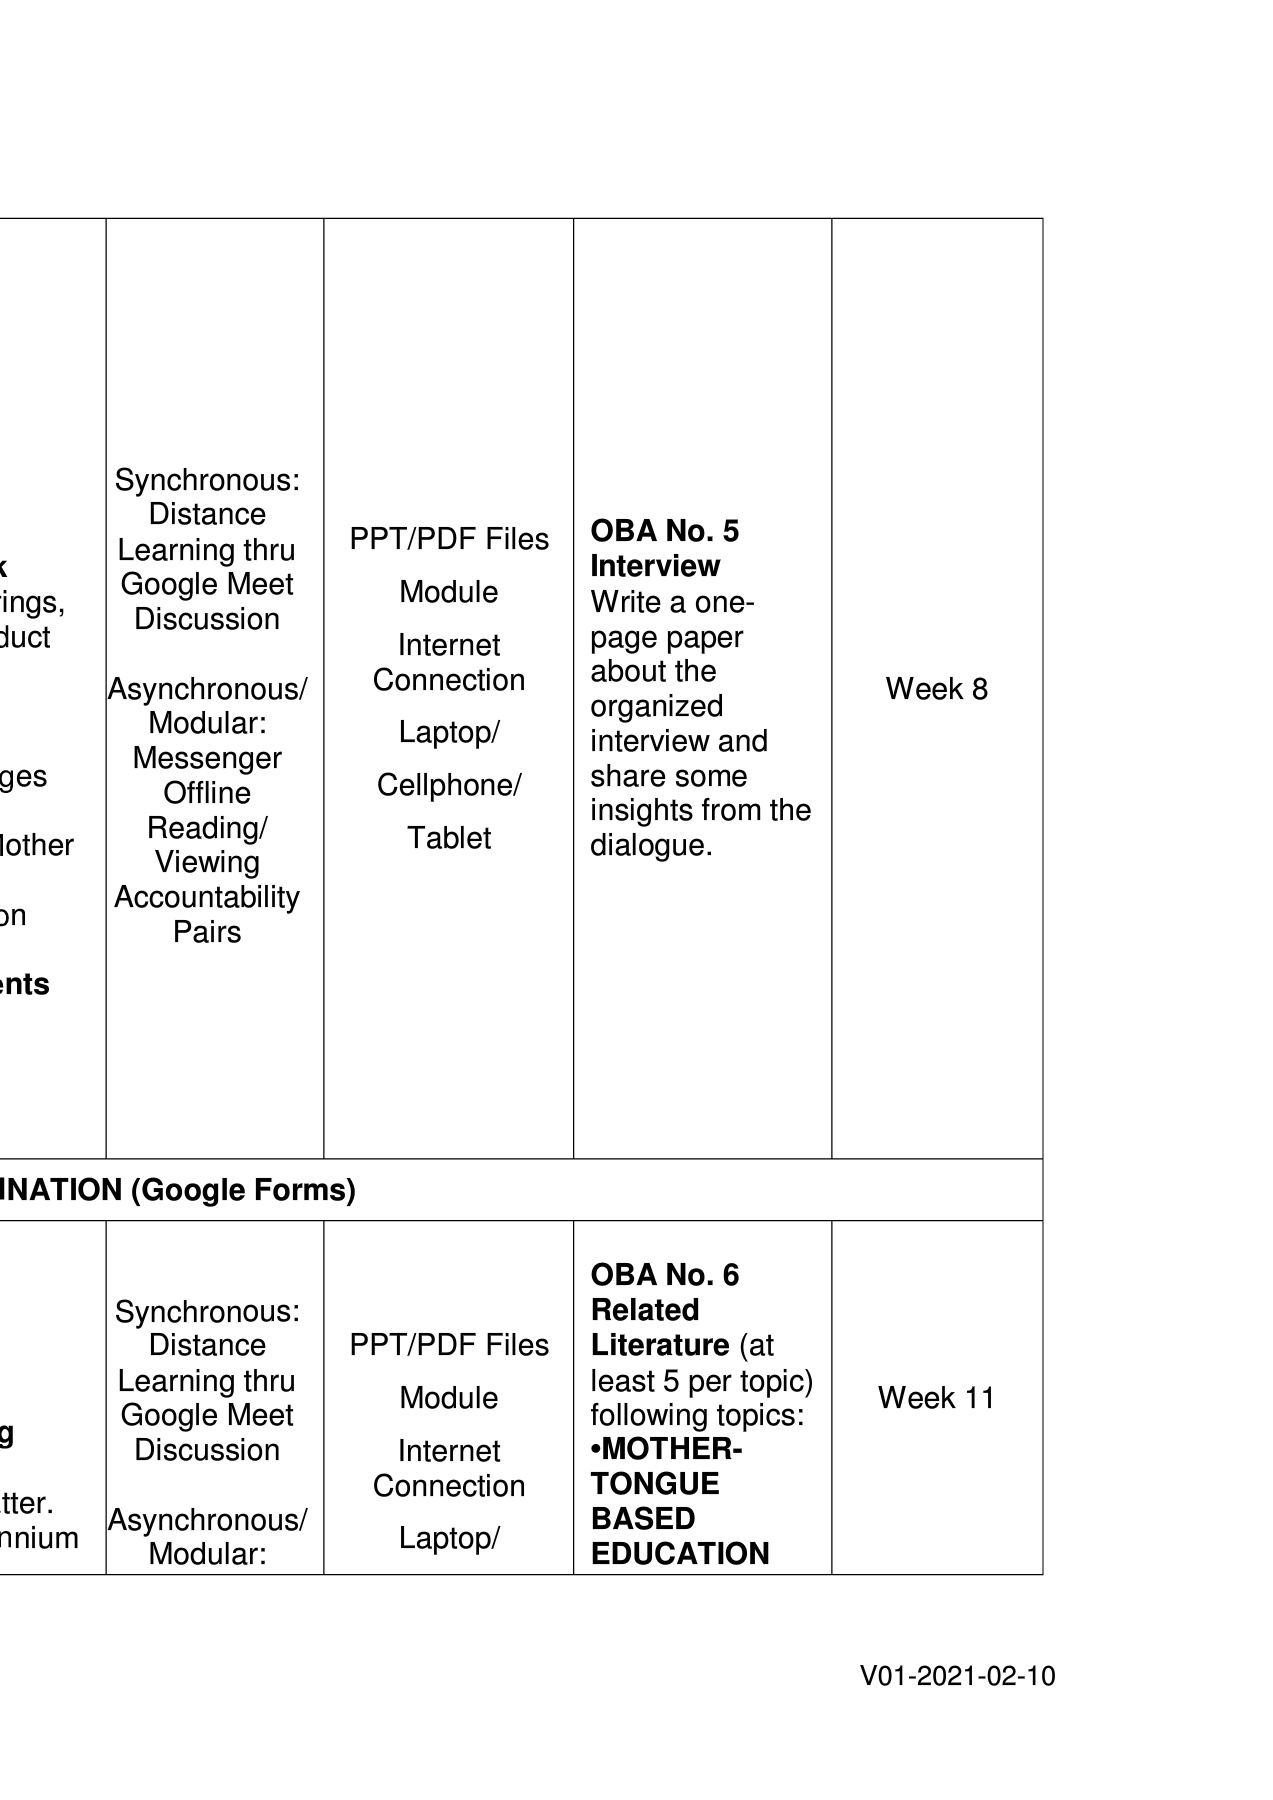 k
rings,
duct
ges
Mother
on
ents
Synchronous:
Distance
Learning thru
Google Meet
Discussion
Asynchronous/
Modular:
Messenger
Offline
Reading/
Viewing
Accountability
Pairs
PPT/PDF Files
Module
Internet
Connection
Laptop/
Cellphone/
Tablet
OBA No. 5
Interview
Write a one-
page paper
about the
organized
interview and
share some
insights from the
dialogue.
Week 8
INATION (Google Forms)
g
tter.
nnium
Synchronous:
Distance
Learning thru
Google Meet
Discussion
Asynchronous/
Modular:
PPT/PDF Files
Module
Internet
Connection
Laptop/
OBA No. 6
Related
Literature (at
least 5 per topic)
following topics:
•MOTHER-
TONGUE
BASED
EDUCATION
Week 11
V01-2021-02-10